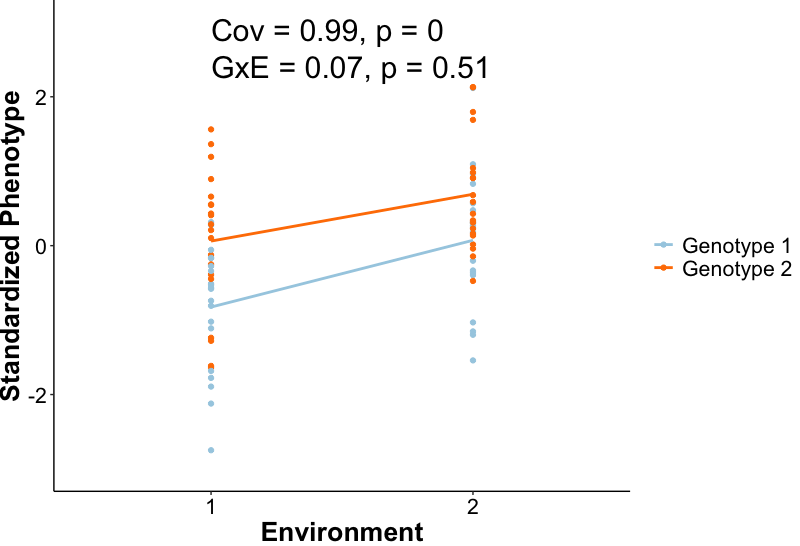 Cov = 0.99, p = 0
GxE = 0.07, p = 0.51
Standardized Phenotype
2
0
-2
1
2
Environment
Genotype 1
Genotype 2